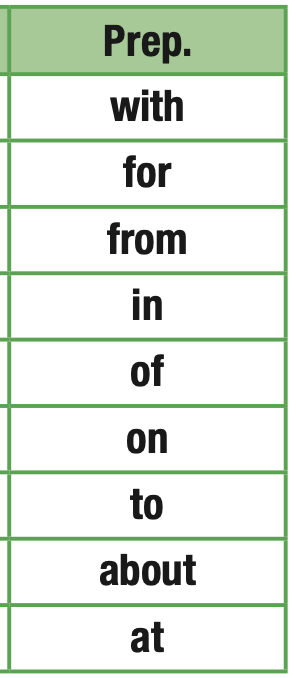 Prep.
with
for
from
in
of
on
to
about
at